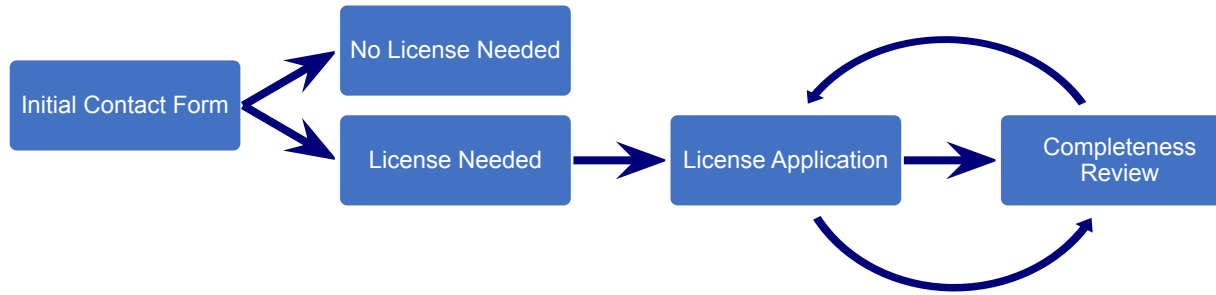 No License Needed
Initial Contact Form
License Needed
License Application
Completeness
Review